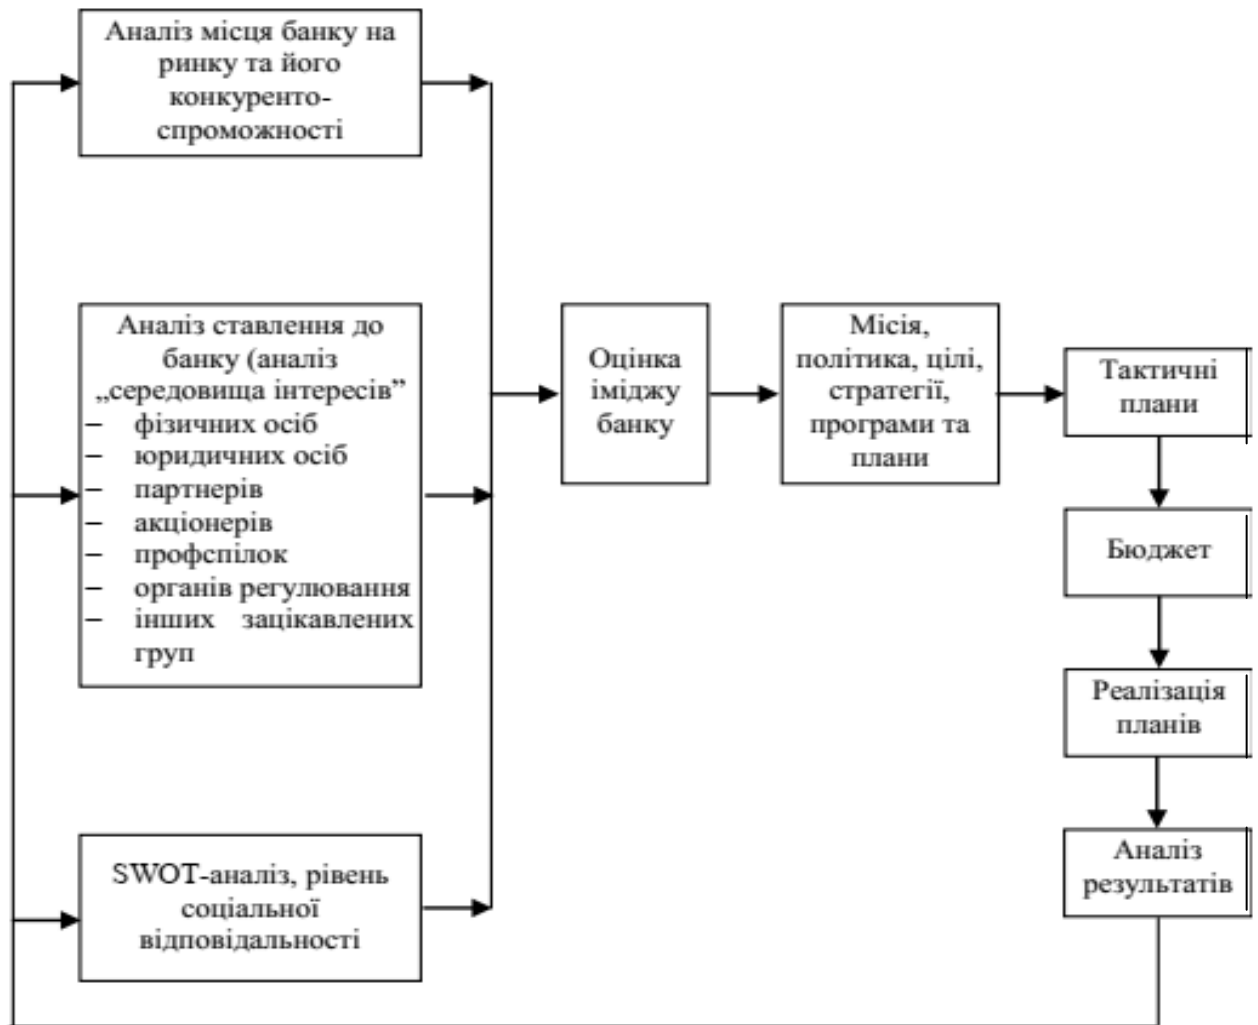 Аналіз місця банку на
ринку та його
конкуренто-
спроможності
Аналіз ставлення до
банку (аналіз
„середовища інтересів”
– фізичних осіб
– юридичних осіб
– партнерів
– акціонерів
– профспілок
– органів регулювання
– інших зацікавлених
груп
SWOT-аналіз, рівень
соціальної
відповідальності
Оцінка
іміджу
банку
Місія,
політика, цілі,
стратегії,
програми та
плани
Тактичні
плани
Бюджет
Реалізація
планів
Аналіз
результатів